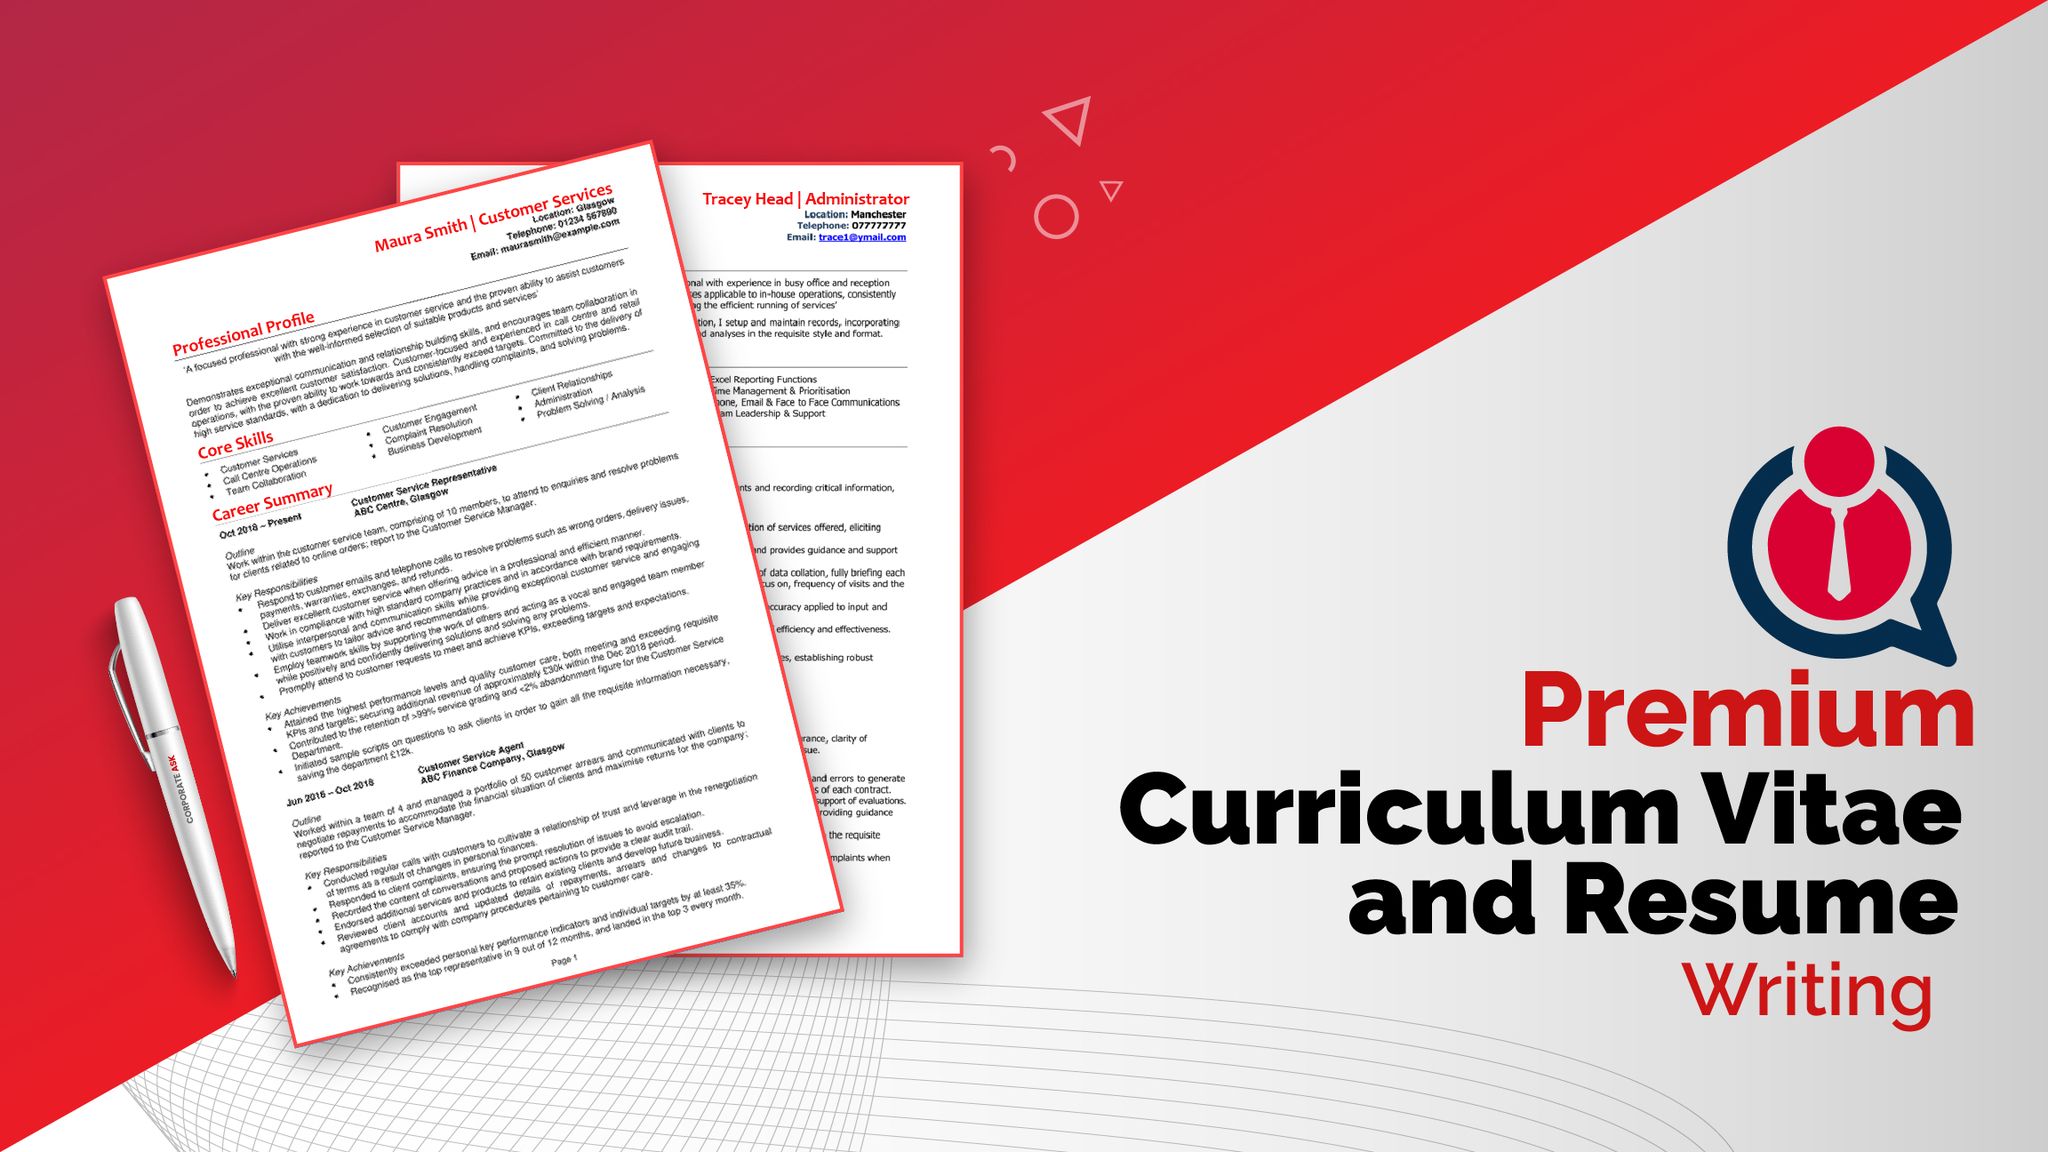 Maura Smith | Customer Services
Location: Glasgow
Telephone: 01234 567890
Email: maurasmith@example.com
Professional Profile
'A focused professional with strong experience in customer service and the proven ability to assist customers
with the well-informed selection of suitable products and services'
Demonstrates exceptional communication and relationship building skills, and encourages team collaboration in
order to achieve excellent customer satisfaction. Customer-focused and experienced in call centre and retail
operations, with the proven ability to work towards and consistently exceed targets. Committed to the delivery of
high service standards, with a dedication to delivering solutions, handling complaints, and solving problems.
Core Skills
• Customer Services
• Call Centre Operations
• Team Collaboration
• Customer Engagement
• Complaint Resolution
• Business Development
• Client Relationships
• Administration
• Problem Solving / Analysis
Career Summary
Oct 2018 – Present
Customer Service Representative
ABC Centre, Glasgow
Outline
Work within the customer service team, comprising of 10 members, to attend to enquiries and resolve problems
for clients related to online orders; report to the Customer Service Manager.
Key Responsibilities
• Respond to customer emails and telephone calls to resolve problems such as wrong orders, delivery issues,
payments, warranties, exchanges, and refunds.
• Deliver excellent customer service when offering advice in a professional and efficient manner.
• Work in compliance with high standard company practices and in accordance with brand requirements.
• Utilise interpersonal and communication skills while providing exceptional customer service and engaging
with customers to tailor advice and recommendations.
• Employ teamwork skills by supporting the work of others and acting as a vocal and engaged team member
while positively and confidently delivering solutions and solving any problems.
• Promptly attend to customer requests to meet and achieve KPIs, exceeding targets and expectations.
Key Achievements
• Attained the highest performance levels and quality customer care, both meeting and exceeding requisite
KPIs and targets; securing additional revenue of approximately £30k within the Dec 2018 period.
• Contributed to the retention of >99% service grading and <2% abandonment figure for the Customer Service
Department.
• Initiated sample scripts on questions to ask clients in order to gain all the requisite information necessary,
saving the department £12k.
Jun 2016 – Oct 2018
Customer Service Agent
ABC Finance Company, Glasgow
Outline
Worked within a team of 4 and managed a portfolio of 50 customer arrears and communicated with clients to
negotiate repayments to accommodate the financial situation of clients and maximise returns for the company;
reported to the Customer Service Manager.
Key Responsibilities
• Conducted regular calls with customers to cultivate a relationship of trust and leverage in the renegotiation
of terms as a result of changes in personal finances.
• Responded to client complaints, ensuring the prompt resolution of issues to avoid escalation.
• Recorded the content of conversations and proposed actions to provide a clear audit trail.
• Endorsed additional services and products to retain existing clients and develop future business.
• Reviewed client accounts and updated details of repayments, arrears and changes to contractual
agreements to comply with company procedures pertaining to customer care.
Key Achievements
• Consistently exceeded personal key performance indicators and individual targets by at least 35%.
• Recognised as the top representative in 9 out of 12 months, and landed in the top 3 every month.
Page 1
Tracey Head | Administrator
Location: Manchester
Telephone: 077777777
Email: trace1@ymail.com
onal with experience in busy office and reception
es applicable to in-house operations, consistently
g the efficient running of services'
tion, I setup and maintain records, incorporating
d analyses in the requisite style and format.
Excel Reporting Functions
ime Management & Prioritisation
one, Email & Face to Face Communications
am Leadership & Support
nts and recording critical information,
tion of services offered, eliciting
and provides guidance and support
of data collation, fully briefing each
cus on, frequency of visits and the
ccuracy applied to input and
efficiency and effectiveness.
es, establishing robust
rance, clarity of
sue.
and errors to generate
s of each contract.
support of evaluations.
roviding guidance
the requisite
mplaints when
CORPORATEASK
Premium
Curriculum Vitae
and Resume
Writing